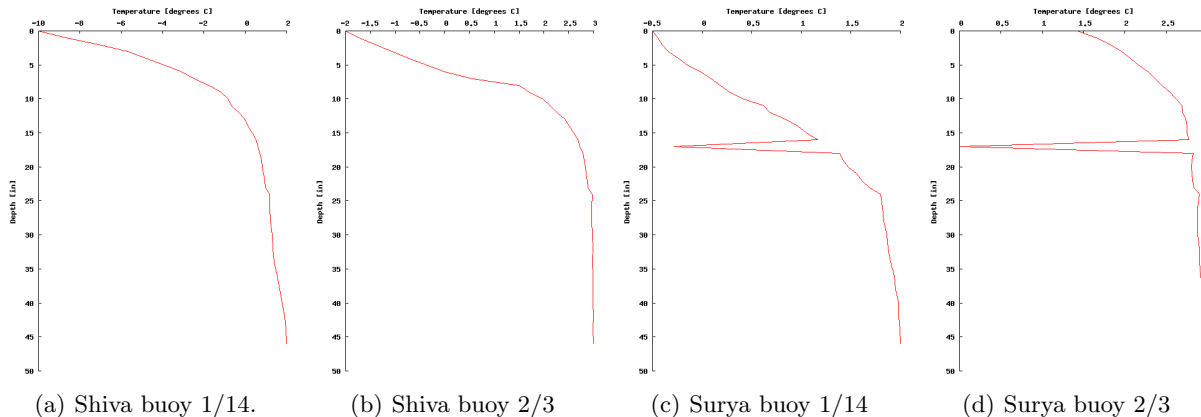 Temperature [degrees C]
-10 -8 -6 -4 -2 0 2
0
5
10
15
20
25
30
35
40
45
50
Depth [in]
(a) Shiva buoy 1/14.
Temperature [degrees C]
-2 -1.5 -1 -0.5 0 0.5 1 1.5 2 2.5 3
0
5
10
15
20
25
30
35
40
45
50
Depth [in]
(b) Shiva buoy 2/3
Temperature [degrees C]
-0.5 0 0.5 1 1.5 2
0
5
10
15
20
25
30
35
40
45
50
Depth [in]
(c) Surya buoy 1/14
Temperature [degrees C]
0 0.5 1 1.5 2 2.5
0
5
10
15
20
25
30
35
40
45
50
Depth [in]
(d) Surya buoy 2/3